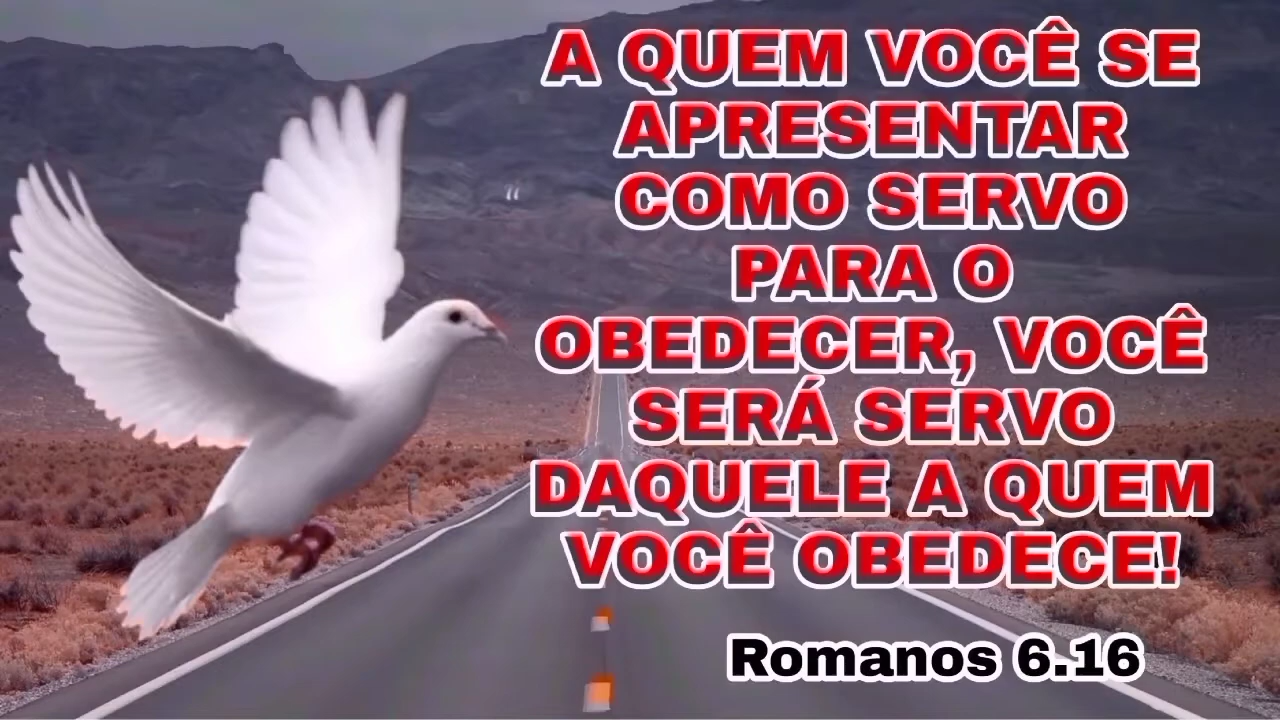 A QUEM VOCÊ SE
APRESENTAR
COMO SERVO
PARA O
OBEDECER, VOCÊ
SERÁ SERVO
DAQUELE A QUEM
VOCÊ OBEDECE!
Romanos 6.16